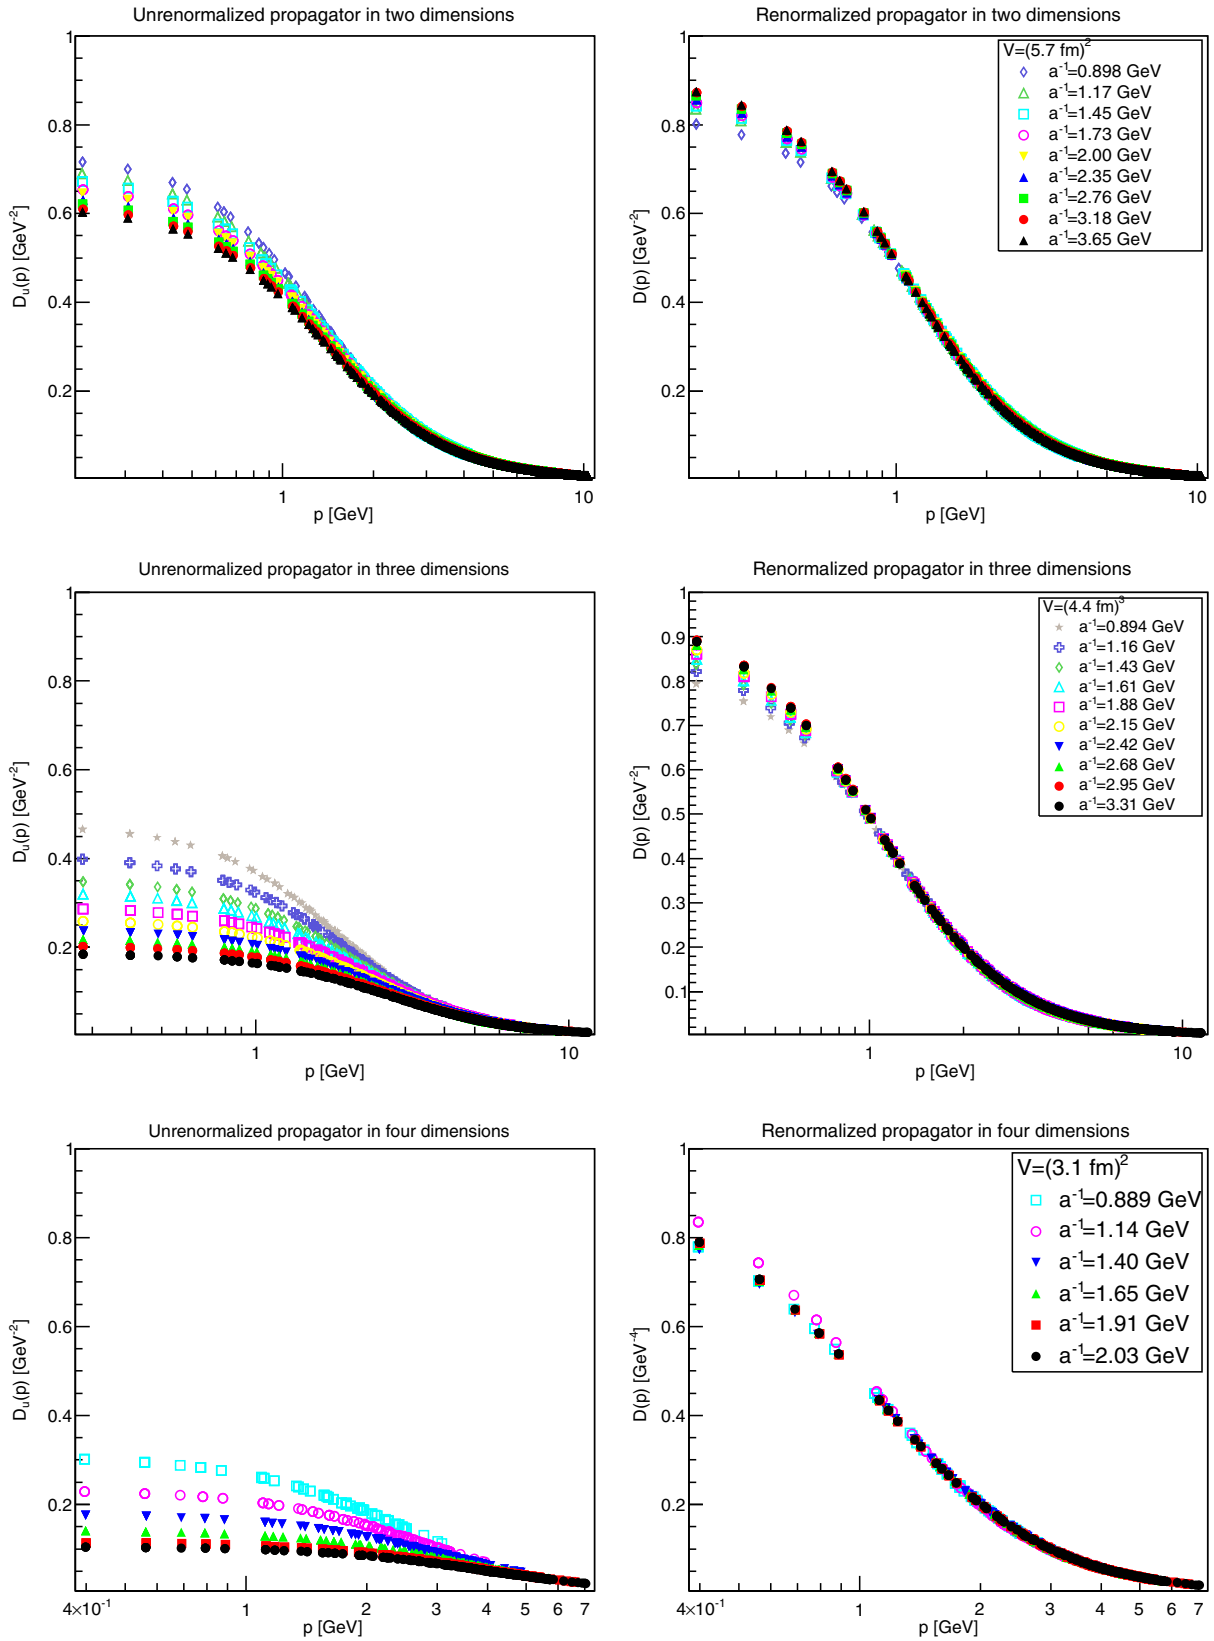 Unrenormalized propagator in two dimensions
D_u(p) [GeV⁻²]
1
0.8
0.6
0.4
0.2
1
10
p [GeV]
Renormalized propagator in two dimensions
D(p) [GeV⁻²]
1
0.8
0.6
0.4
0.2
1
10
p [GeV]
V=(5.7 fm)²
a⁻¹=0.898 GeV
a⁻¹=1.17 GeV
a⁻¹=1.45 GeV
a⁻¹=1.73 GeV
a⁻¹=2.00 GeV
a⁻¹=2.35 GeV
a⁻¹=2.76 GeV
a⁻¹=3.18 GeV
a⁻¹=3.65 GeV
Unrenormalized propagator in three dimensions
D_u(p) [GeV⁻²]
1
0.8
0.6
0.4
0.2
1
10
p [GeV]
Renormalized propagator in three dimensions
D(p) [GeV⁻²]
1
0.9
0.8
0.7
0.6
0.5
0.4
0.3
0.2
0.1
1
10
p [GeV]
V=(4.4 fm)³
a⁻¹=0.894 GeV
a⁻¹=1.16 GeV
a⁻¹=1.43 GeV
a⁻¹=1.61 GeV
a⁻¹=1.88 GeV
a⁻¹=2.15 GeV
a⁻¹=2.42 GeV
a⁻¹=2.68 GeV
a⁻¹=2.95 GeV
a⁻¹=3.31 GeV
Unrenormalized propagator in four dimensions
D_u(p) [GeV⁻²]
1
0.8
0.6
0.4
0.2
4×10⁻¹
1
2
3
4
5
6
7
p [GeV]
Renormalized propagator in four dimensions
D(p) [GeV⁻⁴]
1
0.8
0.6
0.4
0.2
4×10⁻¹
1
2
3
4
5
6
7
p [GeV]
V=(3.1 fm)²
a⁻¹=0.889 GeV
a⁻¹=1.14 GeV
a⁻¹=1.40 GeV
a⁻¹=1.65 GeV
a⁻¹=1.91 GeV
a⁻¹=2.03 GeV